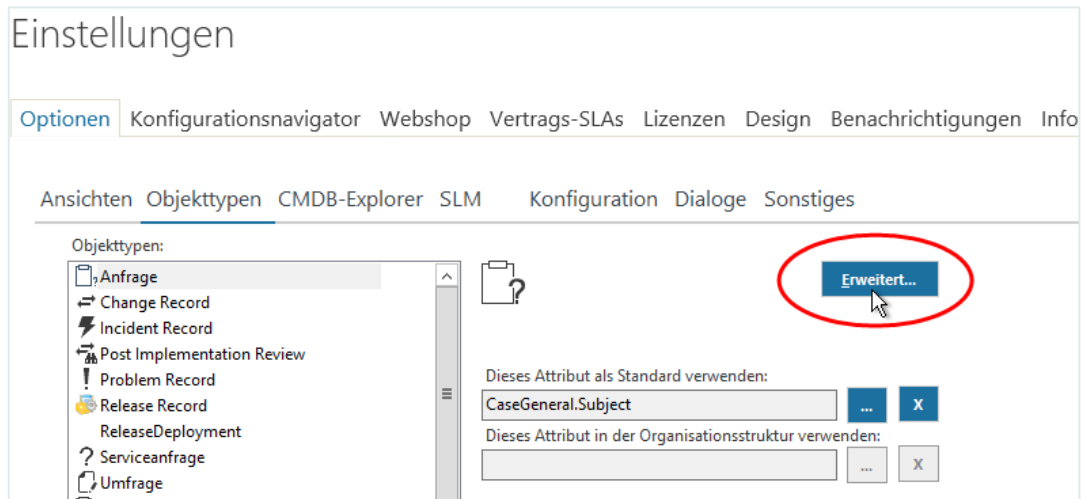 Einstellungen
Optionen Konfigurationsnavigator Webshop Vertrags-SLAs Lizenzen Design Benachrichtigungen Info
Ansichten Objekttypen CMDB-Explorer SLM Konfiguration Dialoge Sonstiges
Objekttypen:
Anfrage
Change Record
Incident Record
Post Implementation Review
Problem Record
Release Record
ReleaseDeployment
Serviceanfrage
Umfrage
Erweitert...
Dieses Attribut als Standard verwenden:
CaseGeneral.Subject ... X
Dieses Attribut in der Organisationsstruktur verwenden:
... X